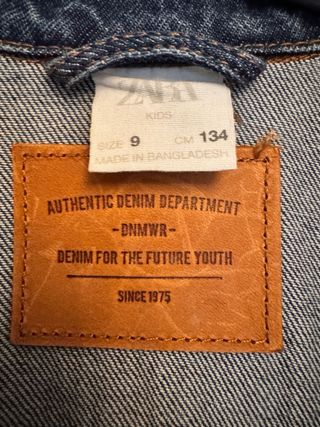 ZARA
KIDS
SIZE 9 CM 134
MADE IN BANGLADESH
AUTHENTIC DENIM DEPARTMENT
-DNMWR-
DENIM FOR THE FUTURE YOUTH
SINCE 1975